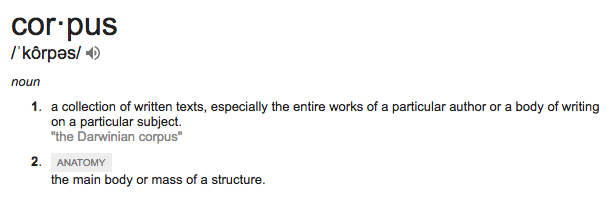 cor·pus
/ˈkôrpəs/
noun
1. a collection of written texts, especially the entire works of a particular author or a body of writing
on a particular subject.
"the Darwinian corpus"
2. ANATOMY
the main body or mass of a structure.